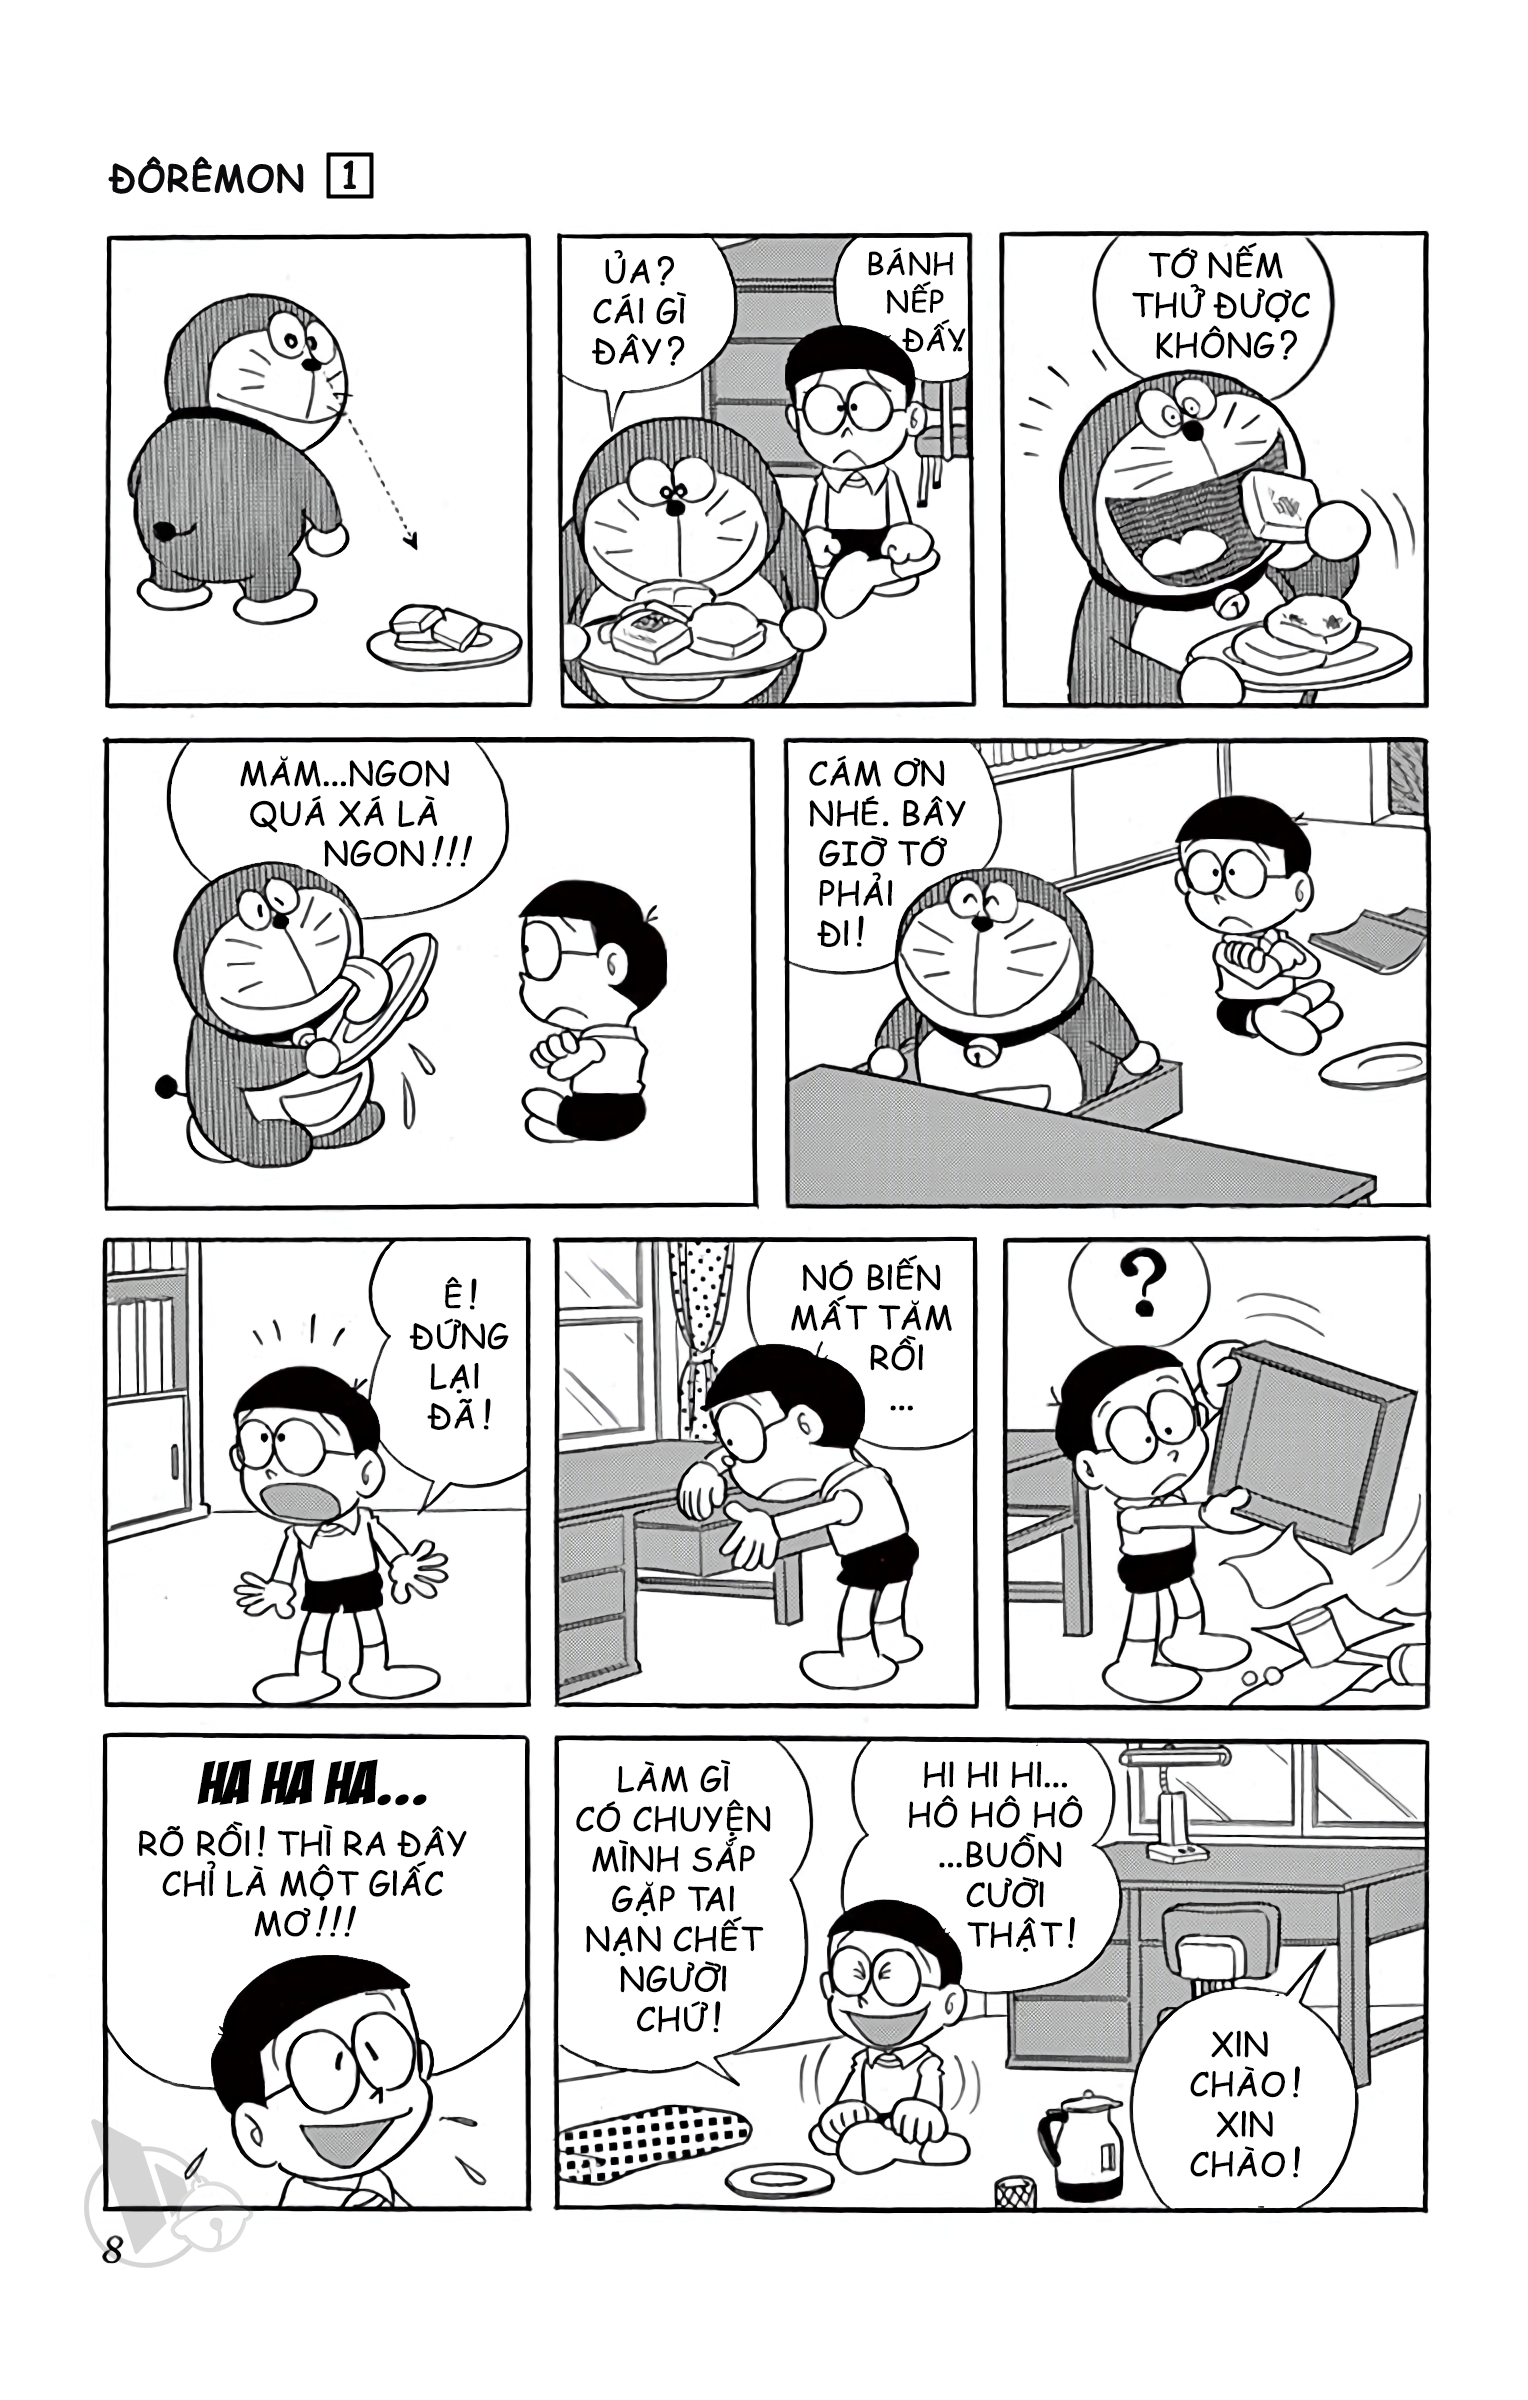 ĐÔRÊMON 1
ỦA?
CÁI GÌ
ĐÂY?
BÁNH
NẾP
ĐẤY.
TỚ NẾM
THỬ ĐƯỢC
KHÔNG?
MĂM...NGON
QUÁ XÁ LÀ
NGON!!!
CÁM ƠN
NHÉ. BÂY
GIỜ TỚ
PHẢI
ĐI!
Ê!
ĐỨNG
LẠI
ĐÃ!
NÓ BIẾN
MẤT TĂM
RỒI
...
?
HA HA HA...
RÕ RỒI! THÌ RA ĐÂY
CHỈ LÀ MỘT GIẤC
MƠ!!!
LÀM GÌ
CÓ CHUYỆN
MÌNH SẮP
GẶP TAI
NẠN CHẾT
NGƯỜI
CHỨ!
HI HI HI...
HÔ HÔ HÔ
...BUỒN
CƯỜI
THẬT!
XIN
CHÀO!
XIN
CHÀO!
8